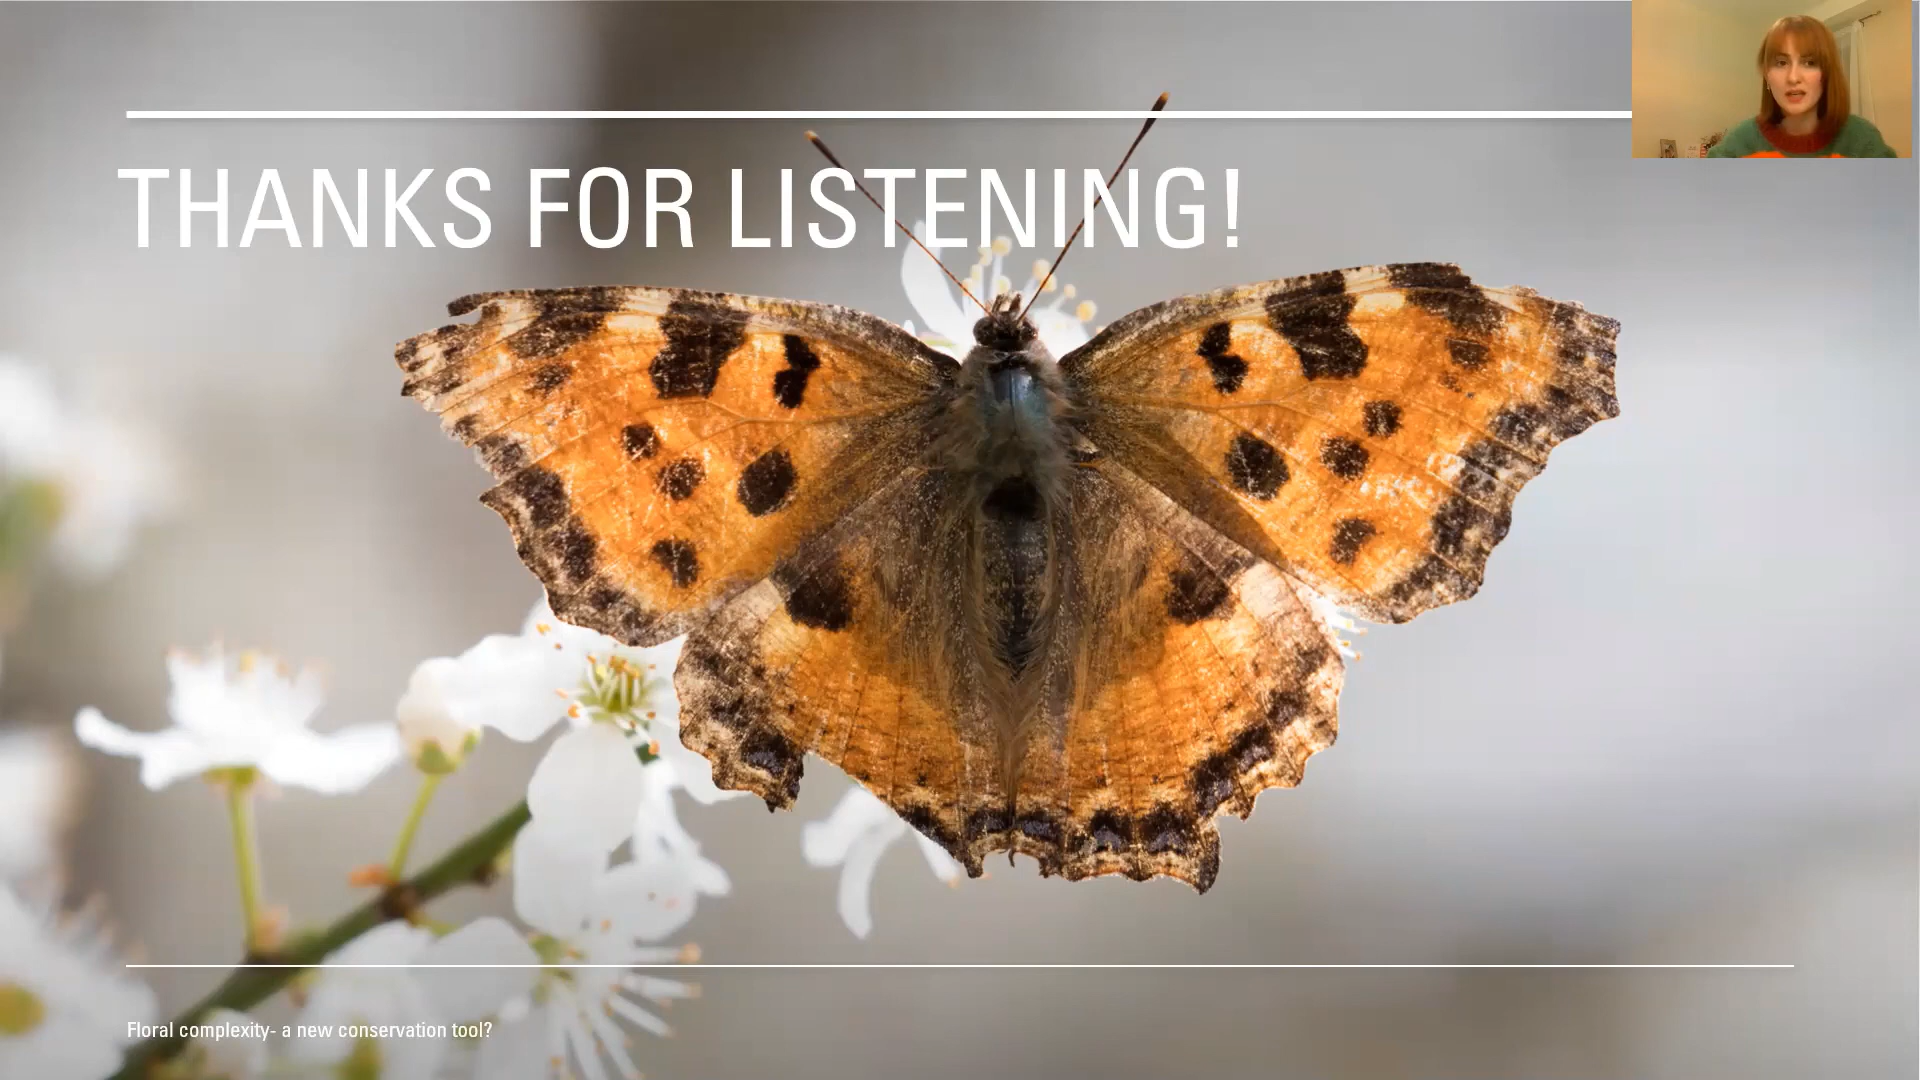 THANKS FOR LISTENING!
Floral complexity- a new conservation tool?